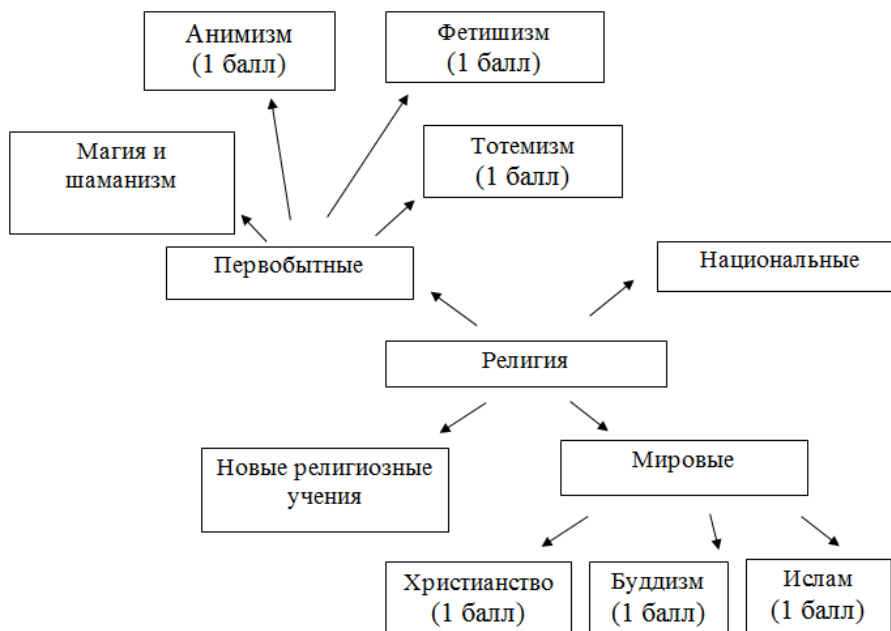 Анимизм
(1 балл)
Фетишизм
(1 балл)
Магия и
шаманизм
Тотемизм
(1 балл)
Первобытные
Национальные
Религия
Новые религиозные
учения
Мировые
Христианство
(1 балл)
Буддизм
(1 балл)
Ислам
(1 балл)